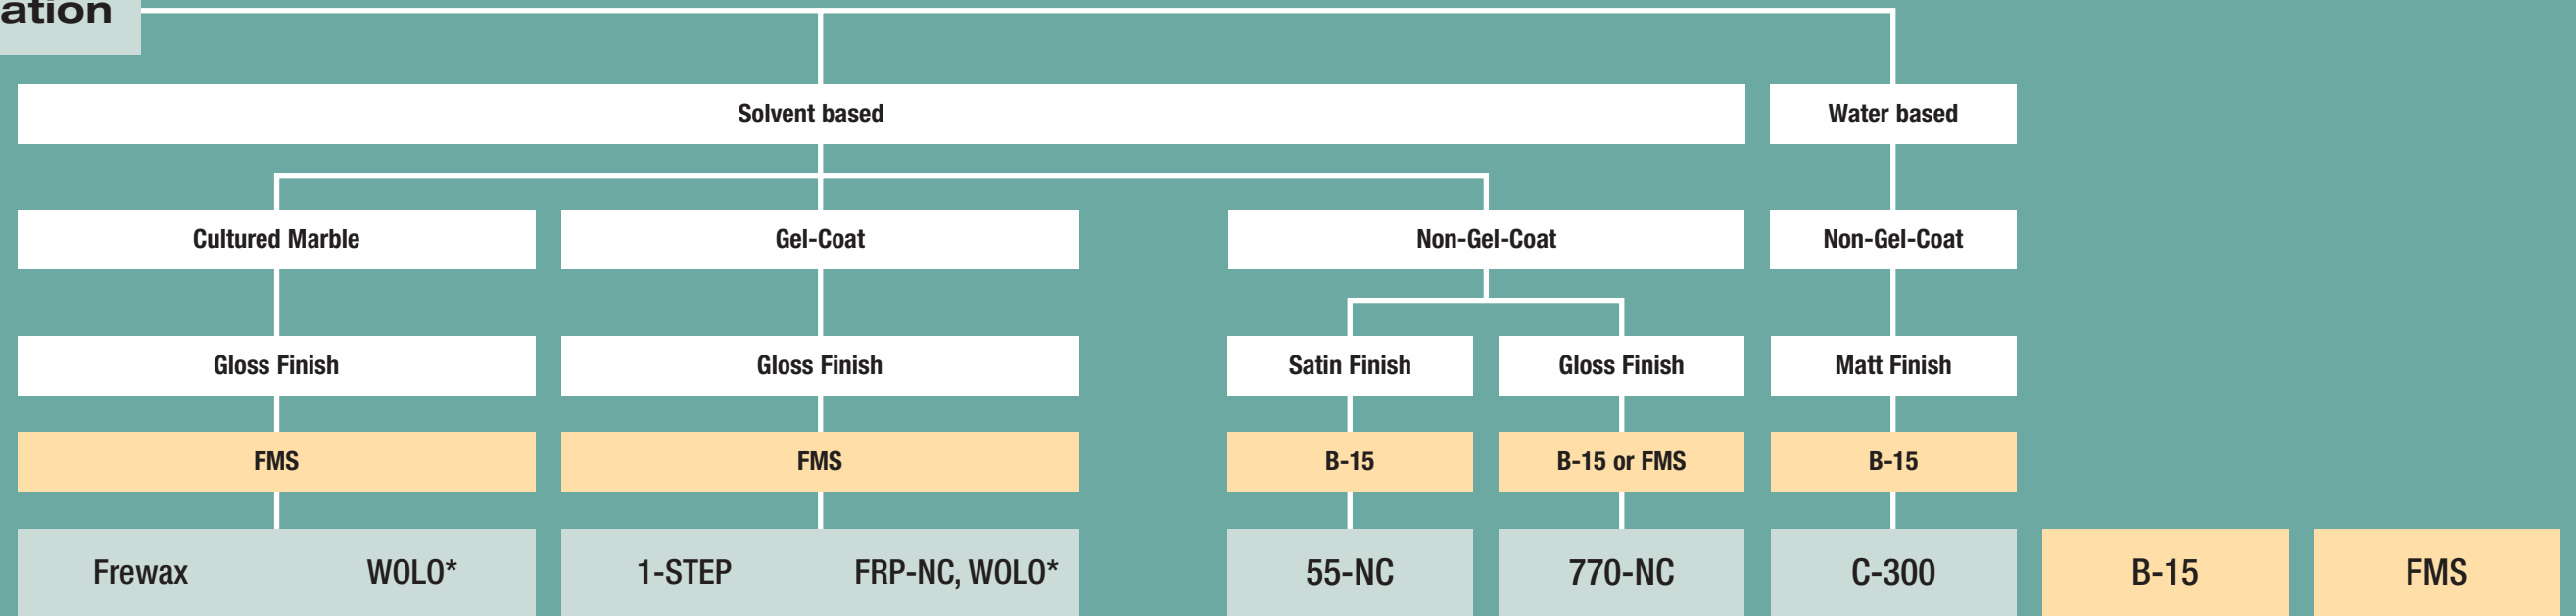 ation
Solvent based
Water based
Cultured Marble
Gel-Coat
Non-Gel-Coat
Non-Gel-Coat
Gloss Finish
Gloss Finish
Satin Finish
Gloss Finish
Matt Finish
FMS
FMS
B-15
B-15 or FMS
B-15
Frewax
WOLO*
1-STEP
FRP-NC, WOLO*
55-NC
770-NC
C-300
B-15
FMS